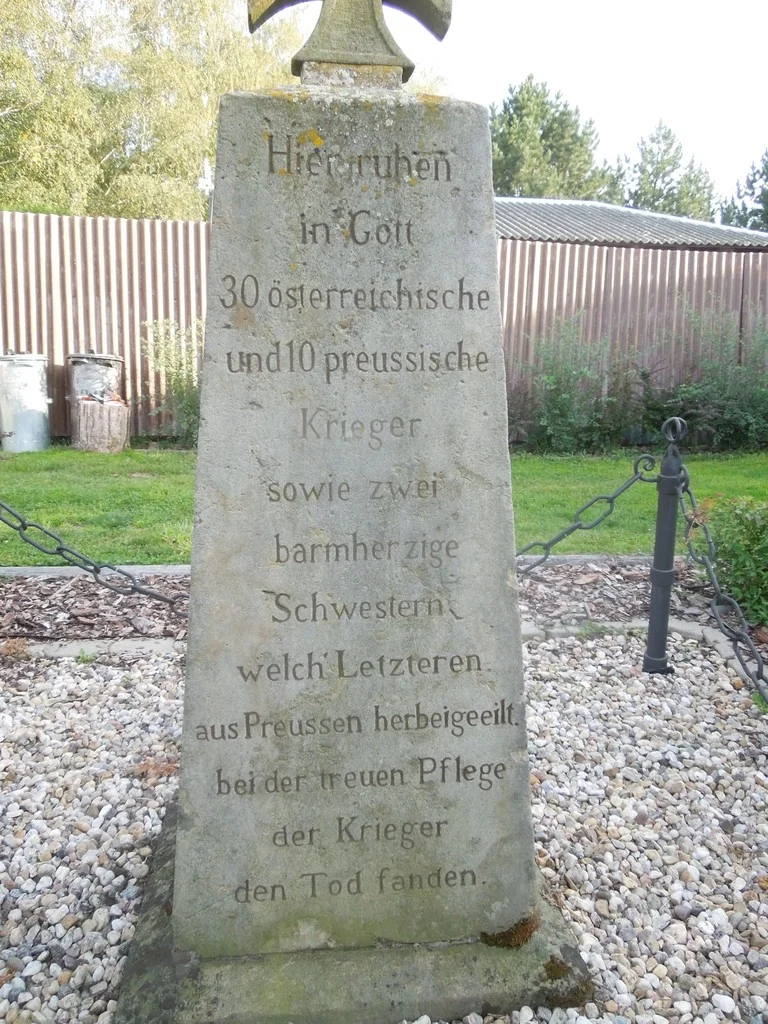 Hier ruhen
in Gott
30 österreichische
und 10 preussische
Krieger
sowie zwei
barmherzige
Schwestern
welch' Letzteren
aus Preussen herbeigeeilt.
bei der treuen Pflege
der Krieger
den Tod fanden.